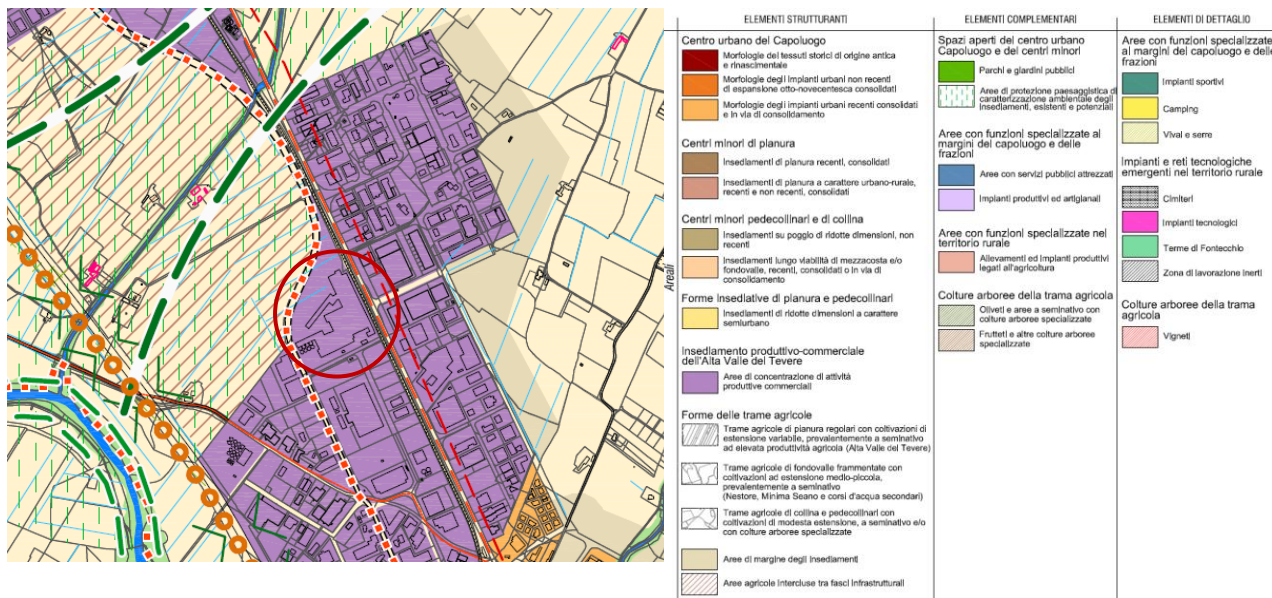 ELEMENTI STRUTTURANTI
Centro urbano del Capoluogo
Morfologie dei tessuti storici di origine antica
e rinascimentale
Morfologie degli impianti urbani non recenti
di espansione otto-novecentesca consolidati
Morfologie degli impianti urbani recenti consolidati
e in via di consolidamento
Centri minori di pianura
Insediamenti di pianura recenti, consolidati
Insediamenti di pianura a carattere urbano-rurale,
recenti e non recenti, consolidati
Centri minori pedecollinari e di collina
Insediamenti su poggio di ridotte dimensioni, non
recenti
Insediamenti lungo viabilità di mezzacosta e/o
fondovalle, recenti, consolidati o in via di
consolidamento
Forme insediative di pianura e pedecollinari
Insediamenti di ridotte dimensioni a carattere
semiurbano
Insediamento produttivo-commerciale
dell'Alta Valle del Tevere
Aree di concentrazione di attività
produttive commerciali
Forme delle trame agricole
Trame agricole di pianura regolari con coltivazioni di
estensione variabile, prevalentemente a seminativo
ad elevata produttività agricola (Alta Valle del Tevere)
Trame agricole di fondovalle frammentate con
coltivazioni ad estensione medio-piccola,
prevalentemente a seminativo
(Nestore, Minima Seano e corsi d'acqua secondari)
Trame agricole di collina e pedecollinari con
coltivazioni di modesta estensione, a seminativo e/o
con colture arboree specializzate
Aree di margine degli insediamenti
Aree agricole intercluse tra fasci infrastrutturali
Areali
ELEMENTI COMPLEMENTARI
Spazi aperti del centro urbano
Capoluogo e dei centri minori
Parchi e giardini pubblici
Aree di protezione paesaggistica di
caratterizzazione ambientale degli
insediamenti, esistenti e potenziali
Aree con funzioni specializzate al
margini del capoluogo e delle
frazioni
Aree con servizi pubblici attrezzati
Impianti produttivi ed artigianali
Aree con funzioni specializzate nel
territorio rurale
Allevamenti ed impianti produttivi
legati all'agricoltura
Colture arboree della trama agricola
Oliveti e aree a seminativo con
colture arboree specializzate
Frutteti e altre colture arboree
specializzate
ELEMENTI DI DETTAGLIO
Aree con funzioni specializzate
ai margini del capoluogo e delle
frazioni
Impianti sportivi
Camping
Vivai e serre
Impianti e reti tecnologiche
emergenti nel territorio rurale
Cimiteri
Impianti tecnologici
Terme di Fontecchio
Zona di lavorazione inerti
Colture arboree della trama
agricola
Vigneti